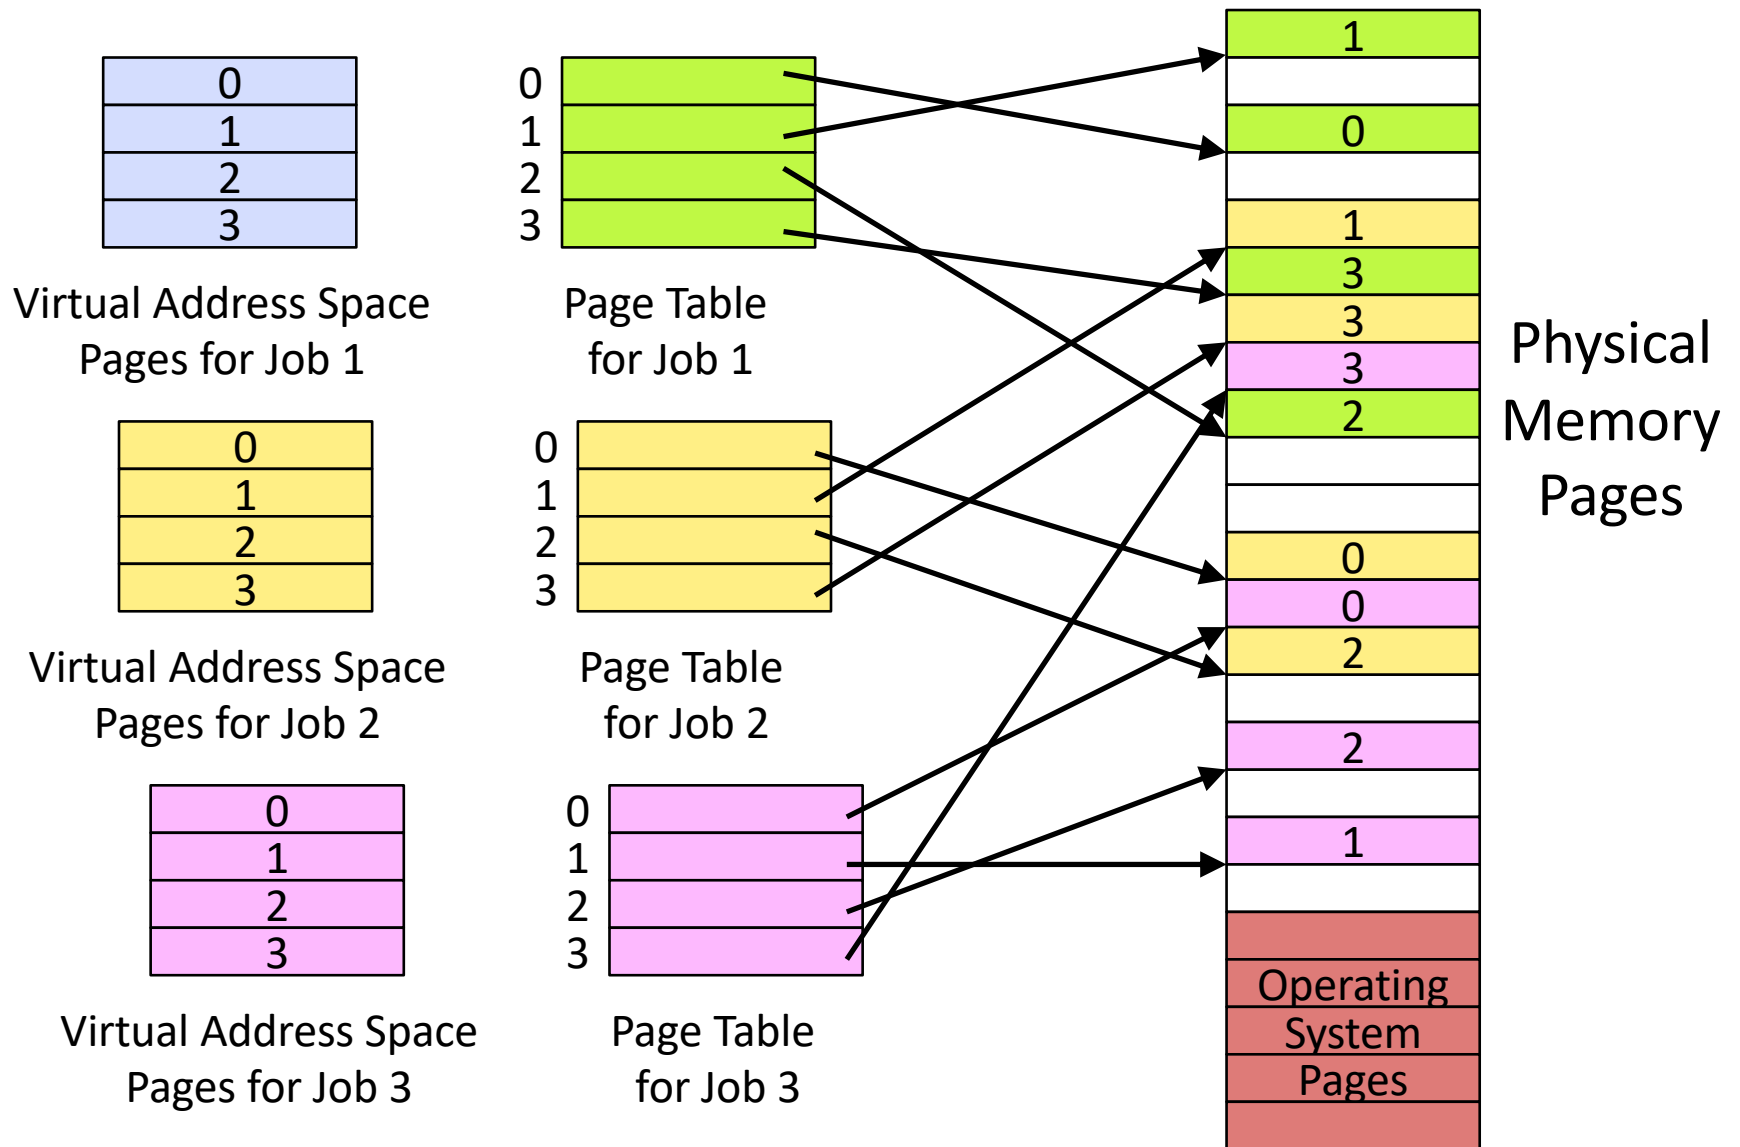 0
1
2
3
Virtual Address Space
Pages for Job 1
0
1
2
3
Page Table
for Job 1
0
1
2
3
Virtual Address Space
Pages for Job 2
0
1
2
3
Page Table
for Job 2
0
1
2
3
Virtual Address Space
Pages for Job 3
0
1
2
3
Page Table
for Job 3
1
0
1
3
3
3
2
0
0
2
2
1
Operating
System
Pages
Physical
Memory
Pages